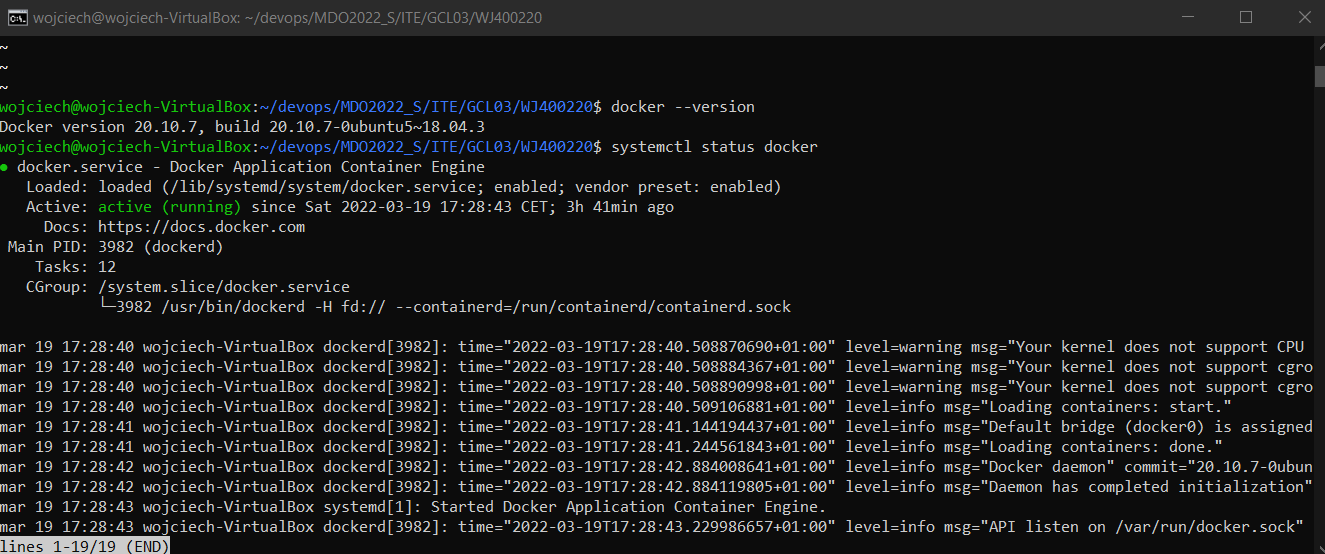 wojciech@wojciech-VirtualBox: ~/devops/MDO2022_S/ITE/GCL03/WJ400220
~
~
~
wojciech@wojciech-VirtualBox:~/devops/MDO2022_S/ITE/GCL03/WJ400220$ docker --version
Docker version 20.10.7, build 20.10.7-0ubuntu5~18.04.3
wojciech@wojciech-VirtualBox:~/devops/MDO2022_S/ITE/GCL03/WJ400220$ systemctl status docker
● docker.service - Docker Application Container Engine
   Loaded: loaded (/lib/systemd/system/docker.service; enabled; vendor preset: enabled)
   Active: active (running) since Sat 2022-03-19 17:28:43 CET; 3h 41min ago
     Docs: https://docs.docker.com
 Main PID: 3982 (dockerd)
    Tasks: 12
   CGroup: /system.slice/docker.service
           └─3982 /usr/bin/dockerd -H fd:// --containerd=/run/containerd/containerd.sock
mar 19 17:28:40 wojciech-VirtualBox dockerd[3982]: time="2022-03-19T17:28:40.508870690+01:00" level=warning msg="Your kernel does not support CPU
mar 19 17:28:40 wojciech-VirtualBox dockerd[3982]: time="2022-03-19T17:28:40.508884367+01:00" level=warning msg="Your kernel does not support cgro
mar 19 17:28:40 wojciech-VirtualBox dockerd[3982]: time="2022-03-19T17:28:40.508890998+01:00" level=warning msg="Your kernel does not support cgro
mar 19 17:28:40 wojciech-VirtualBox dockerd[3982]: time="2022-03-19T17:28:40.509106881+01:00" level=info msg="Loading containers: start."
mar 19 17:28:41 wojciech-VirtualBox dockerd[3982]: time="2022-03-19T17:28:41.144194437+01:00" level=info msg="Default bridge (docker0) is assigned
mar 19 17:28:41 wojciech-VirtualBox dockerd[3982]: time="2022-03-19T17:28:41.244561843+01:00" level=info msg="Loading containers: done."
mar 19 17:28:42 wojciech-VirtualBox dockerd[3982]: time="2022-03-19T17:28:42.884008641+01:00" level=info msg="Docker daemon" commit="20.10.7-0ubun
mar 19 17:28:42 wojciech-VirtualBox dockerd[3982]: time="2022-03-19T17:28:42.884119805+01:00" level=info msg="Daemon has completed initialization"
mar 19 17:28:43 wojciech-VirtualBox systemd[1]: Started Docker Application Container Engine.
mar 19 17:28:43 wojciech-VirtualBox dockerd[3982]: time="2022-03-19T17:28:43.229986657+01:00" level=info msg="API listen on /var/run/docker.sock"
lines 1-19/19 (END)